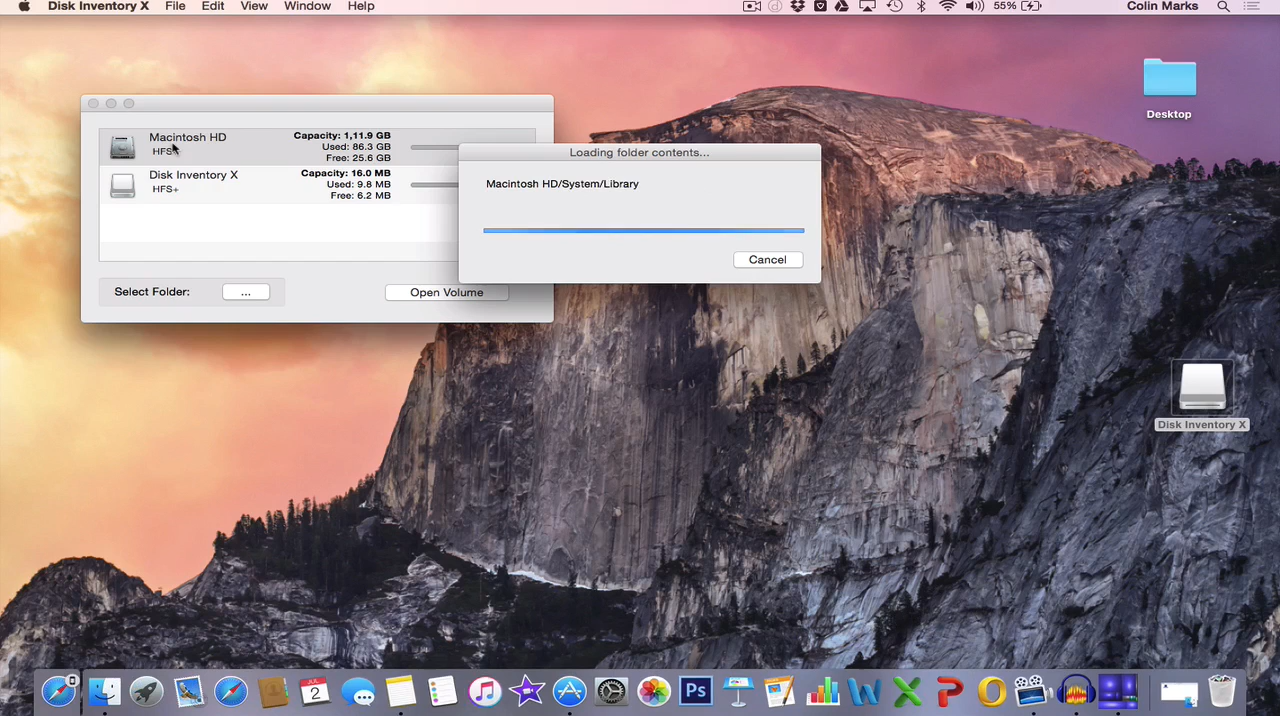 Disk Inventory X File Edit View Window Help 55% Colin Marks
Desktop
Macintosh HD
HFS+
Capacity: 1,11.9 GB
Used: 86.3 GB
Free: 25.6 GB
Disk Inventory X
HFS+
Capacity: 16.0 MB
Used: 9.8 MB
Free: 6.2 MB
Select Folder:
...
Open Volume
Loading folder contents...
Macintosh HD/System/Library
Cancel
Disk Inventory X
JUL
2
Ps